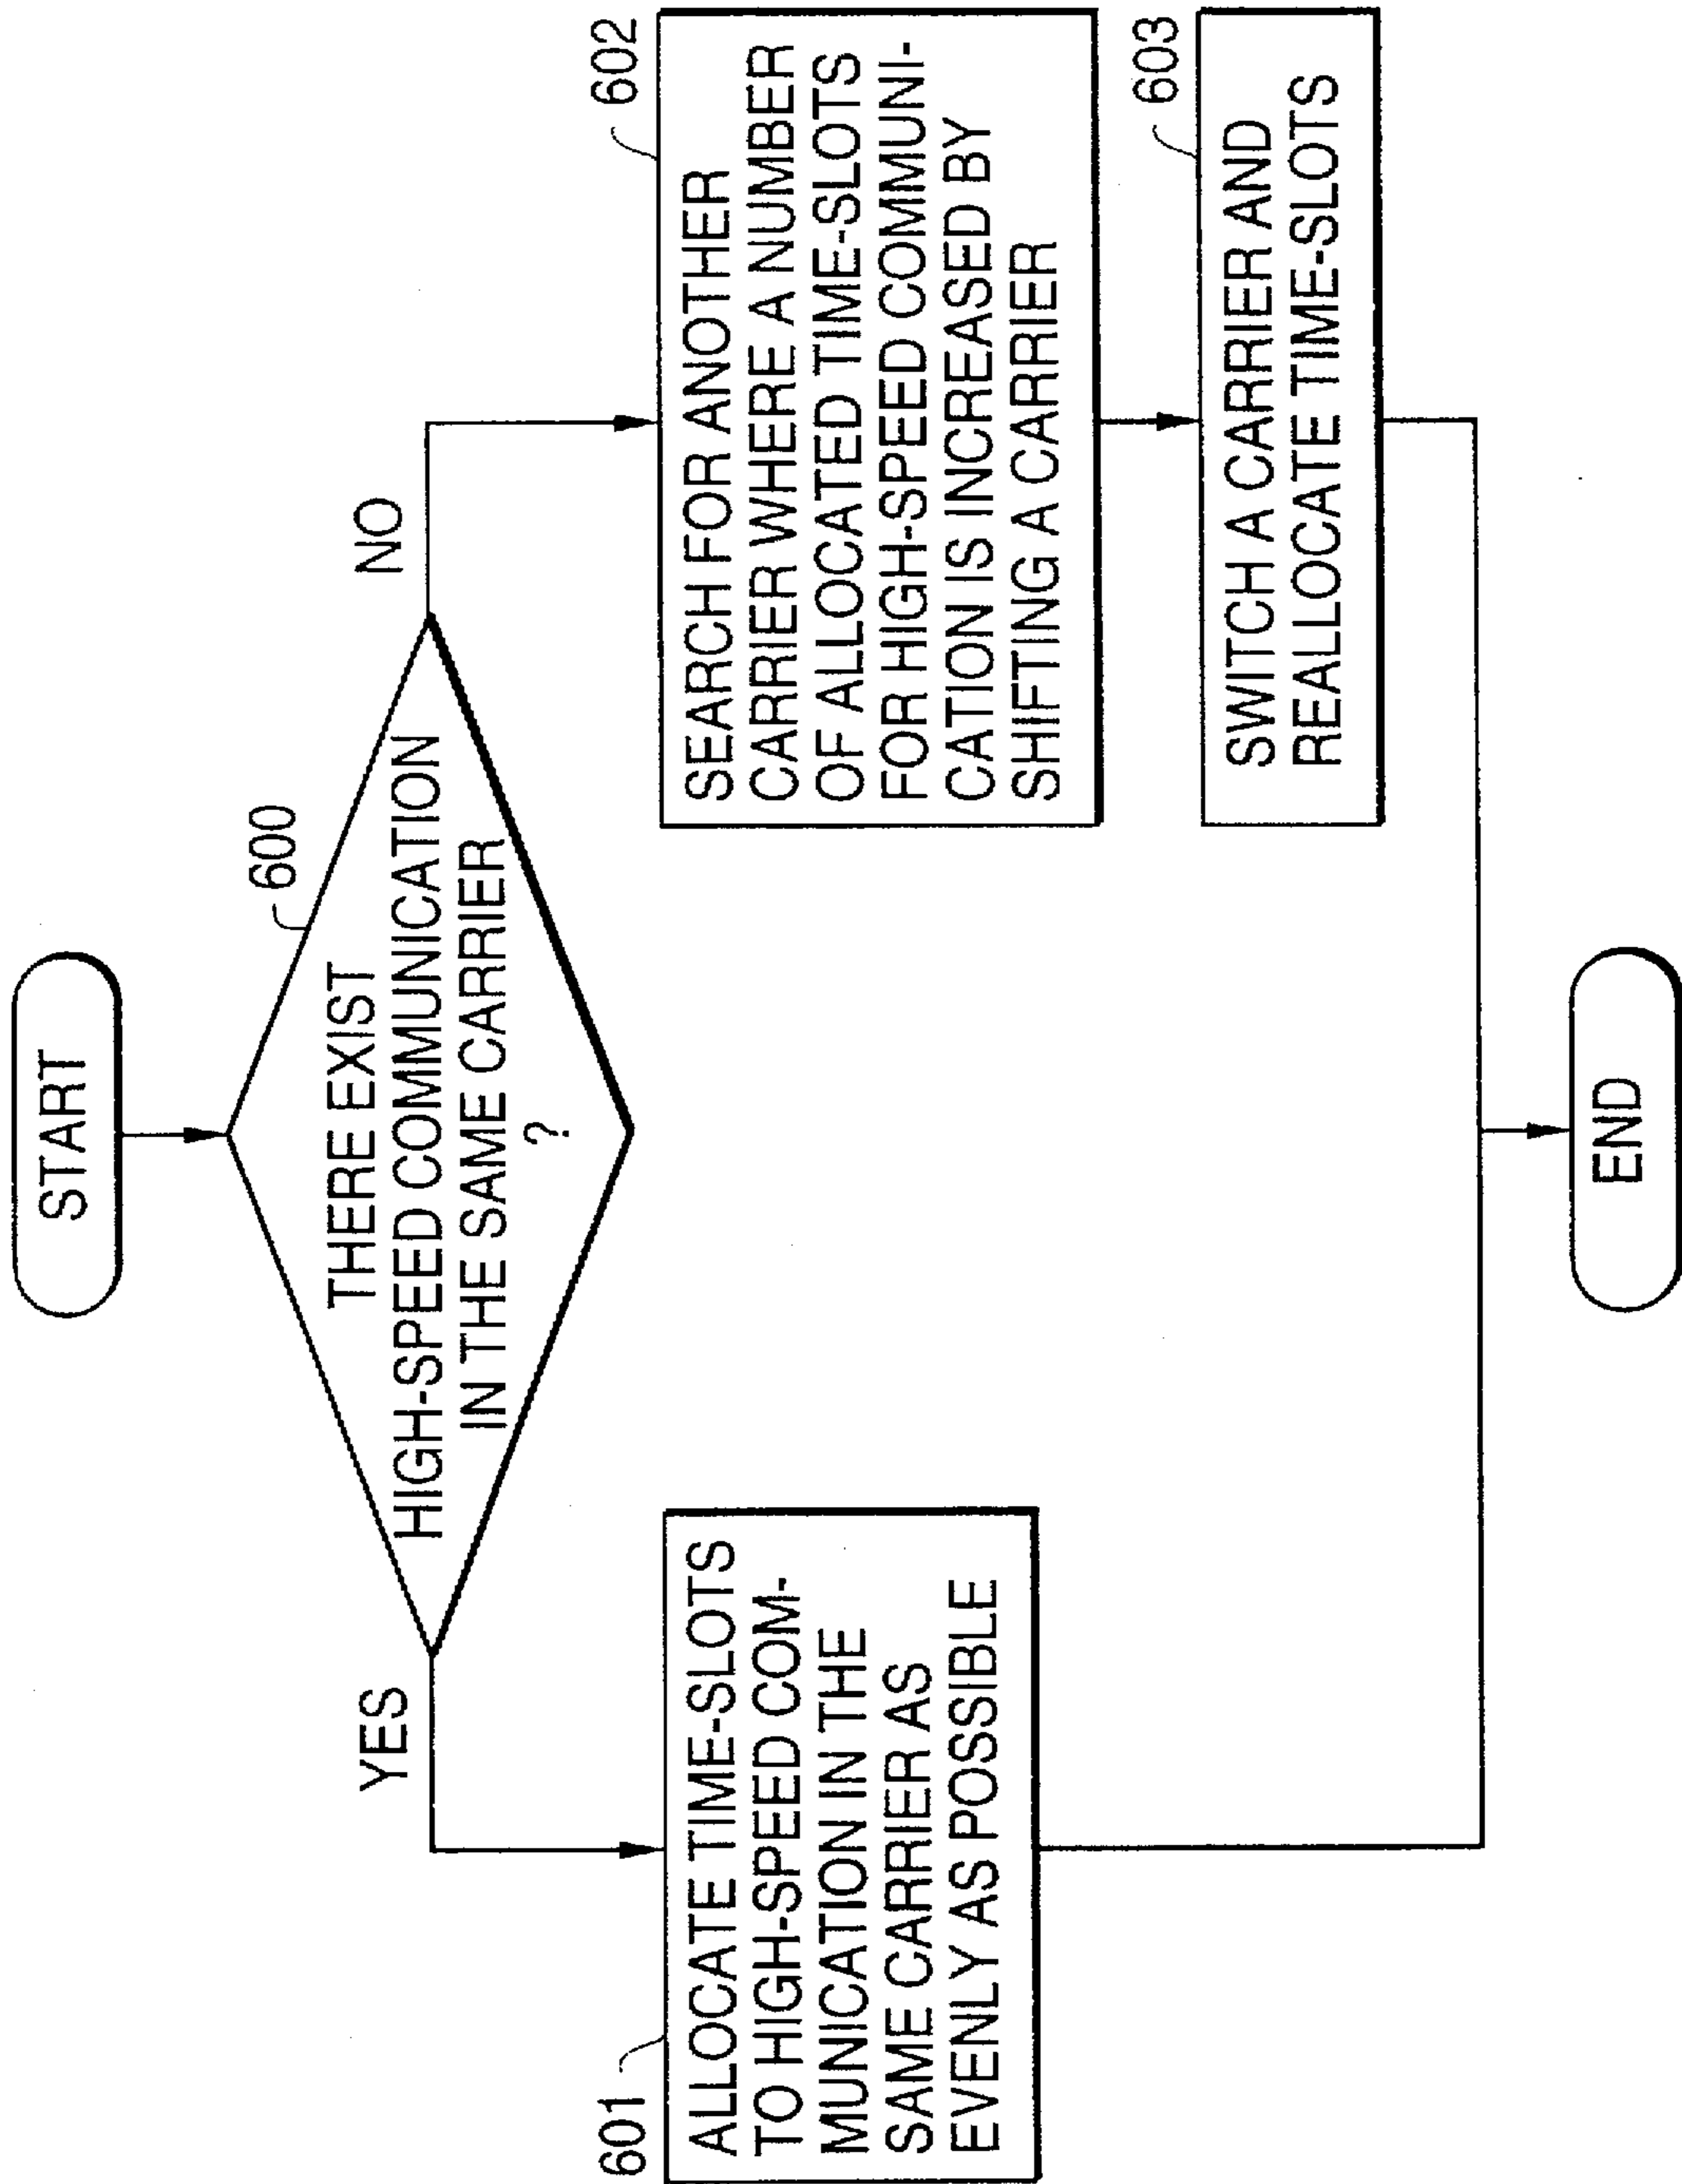 START
600
THERE EXIST
HIGH-SPEED COMMUNICATION
IN THE SAME CARRIER
?
YES
NO
601
ALLOCATE TIME-SLOTS
TO HIGH-SPEED COM-
MUNICATION IN THE
SAME CARRIER AS
EVENLY AS POSSIBLE
602
SEARCH FOR ANOTHER
CARRIER WHERE A NUMBER
OF ALLOCATED TIME-SLOTS
FOR HIGH-SPEED COMMUNI-
CATION IS INCREASED BY
SHIFTING A CARRIER
603
SWITCH A CARRIER AND
REALLOCATE TIME-SLOTS
END